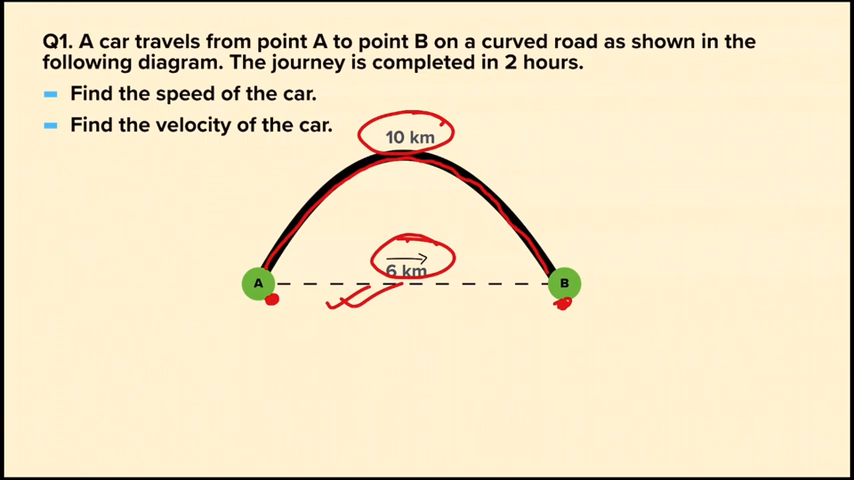 Q1. A car travels from point A to point B on a curved road as shown in the
following diagram. The journey is completed in 2 hours.
Find the speed of the car.
Find the velocity of the car.
10 km
6 km
A
B